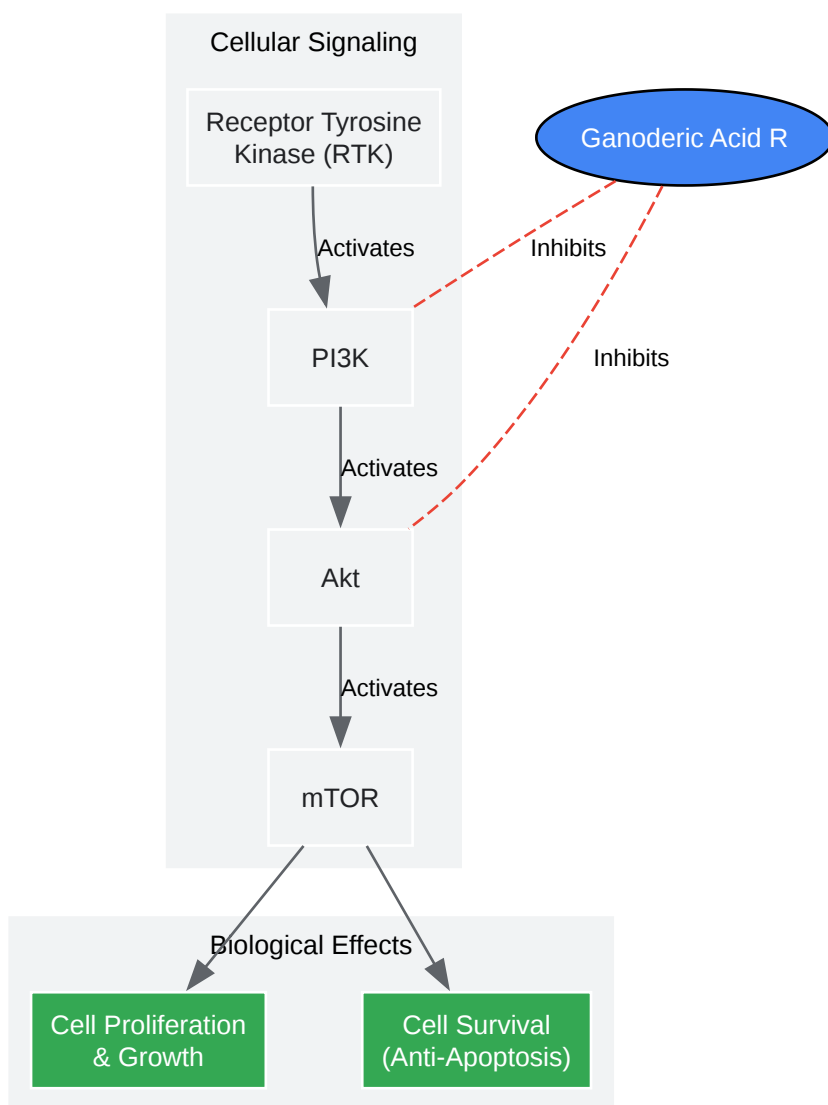 Cellular Signaling
Receptor Tyrosine
Kinase (RTK)
Ganoderic Acid R
Activates
Inhibits
PI3K
Inhibits
Activates
Akt
Activates
mTOR
Biological Effects
Cell Proliferation
& Growth
Cell Survival
(Anti-Apoptosis)